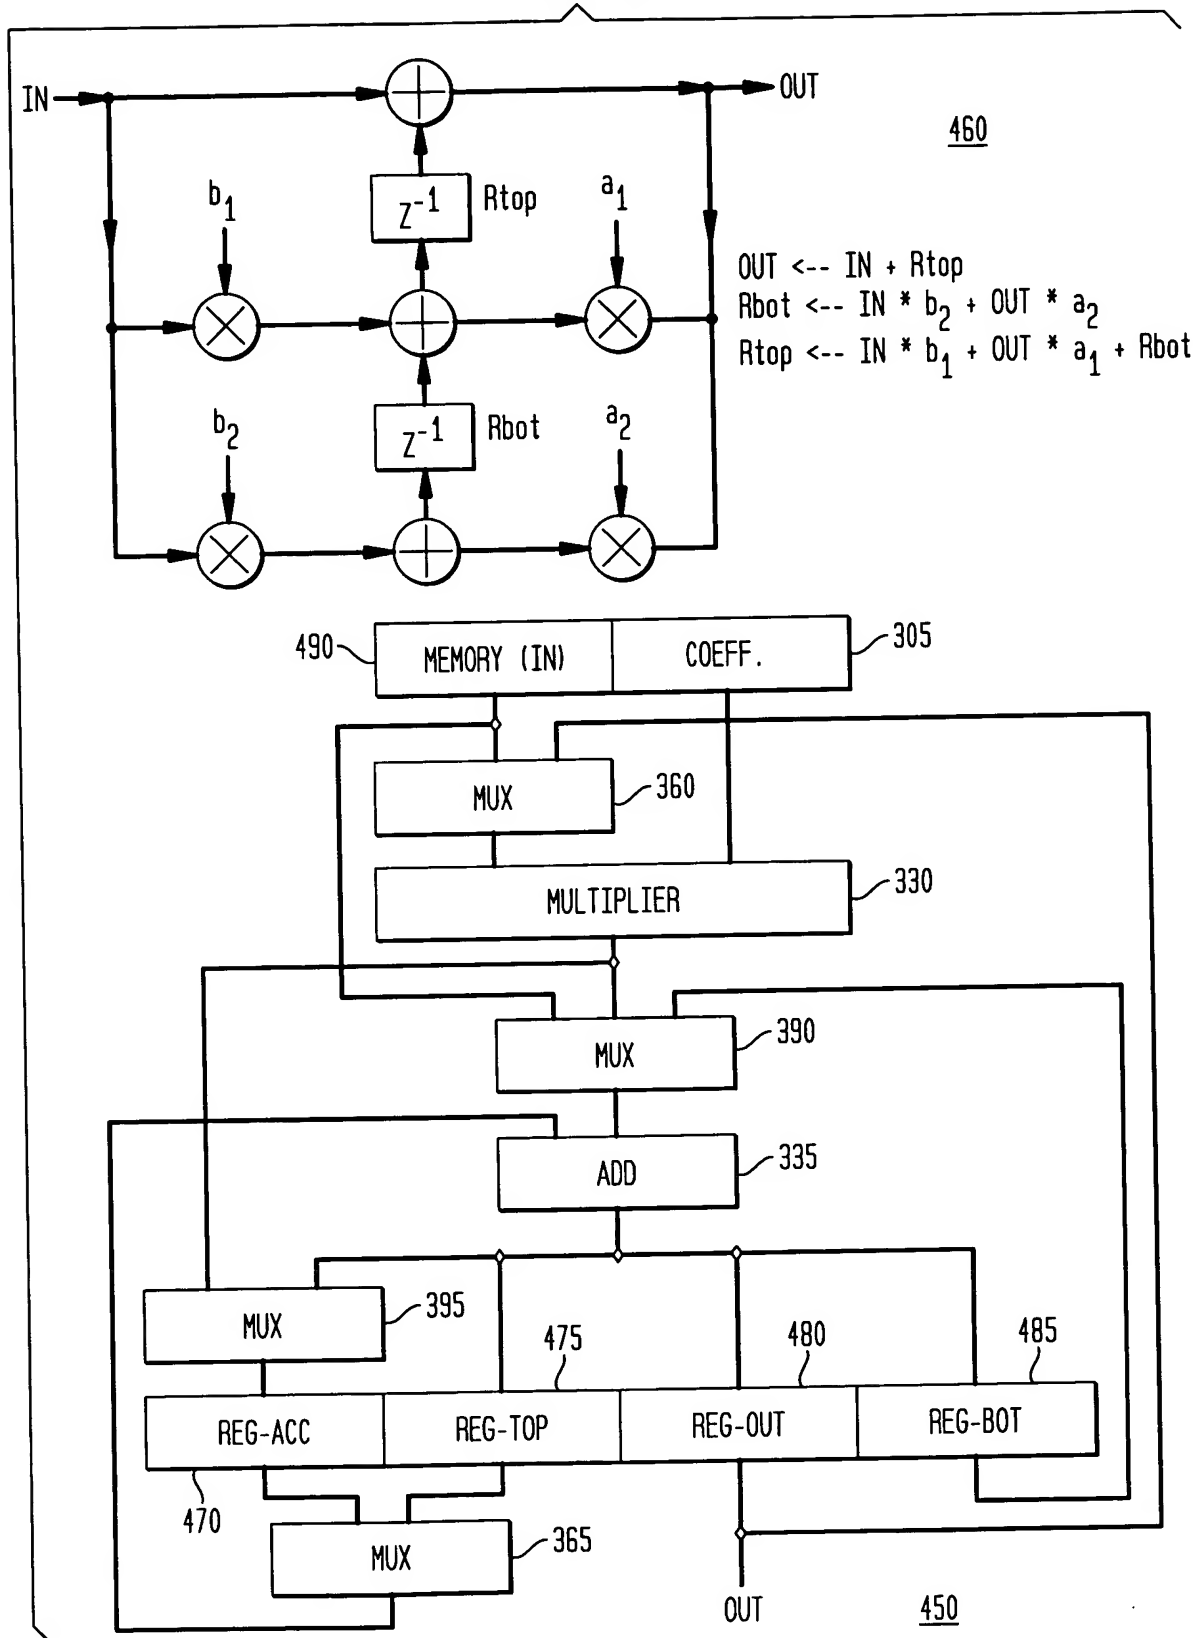 IN
OUT
460
b1
Z-1
Rtop
a1
OUT <-- IN + Rtop
Rbot <-- IN * b2 + OUT * a2
Rtop <-- IN * b1 + OUT * a1 + Rbot
b2
Z-1
Rbot
a2
490
MEMORY (IN)
COEFF.
305
MUX
360
MULTIPLIER
330
MUX
390
ADD
335
MUX
395
475
480
485
REG-ACC
REG-TOP
REG-OUT
REG-BOT
470
MUX
365
OUT
450